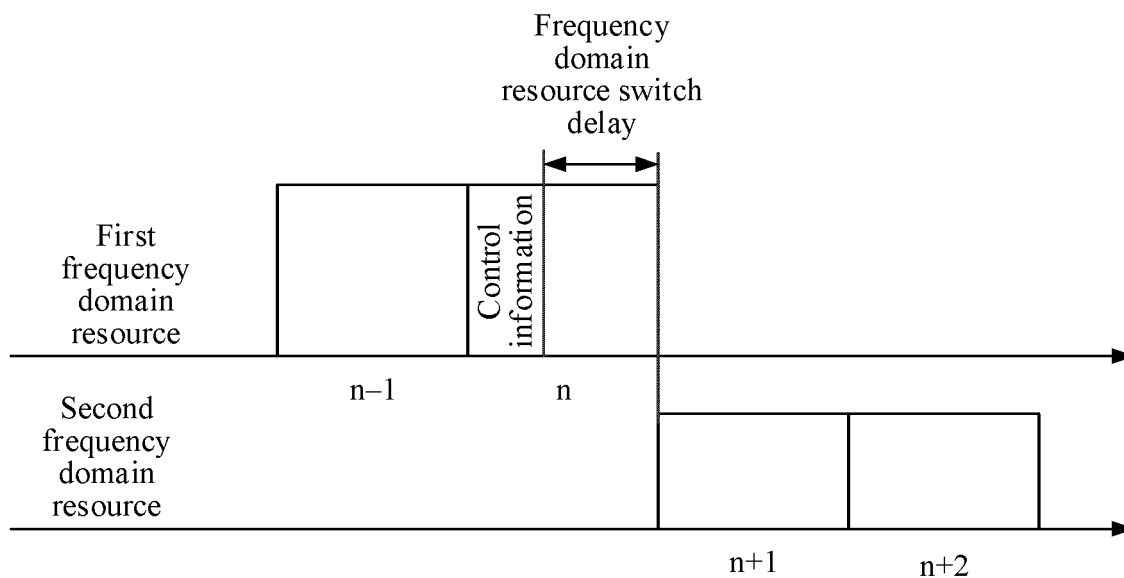 Frequency
domain
resource switch
delay
First
frequency
domain
resource
Control
information
n–1
n
Second
frequency
domain
resource
n+1
n+2